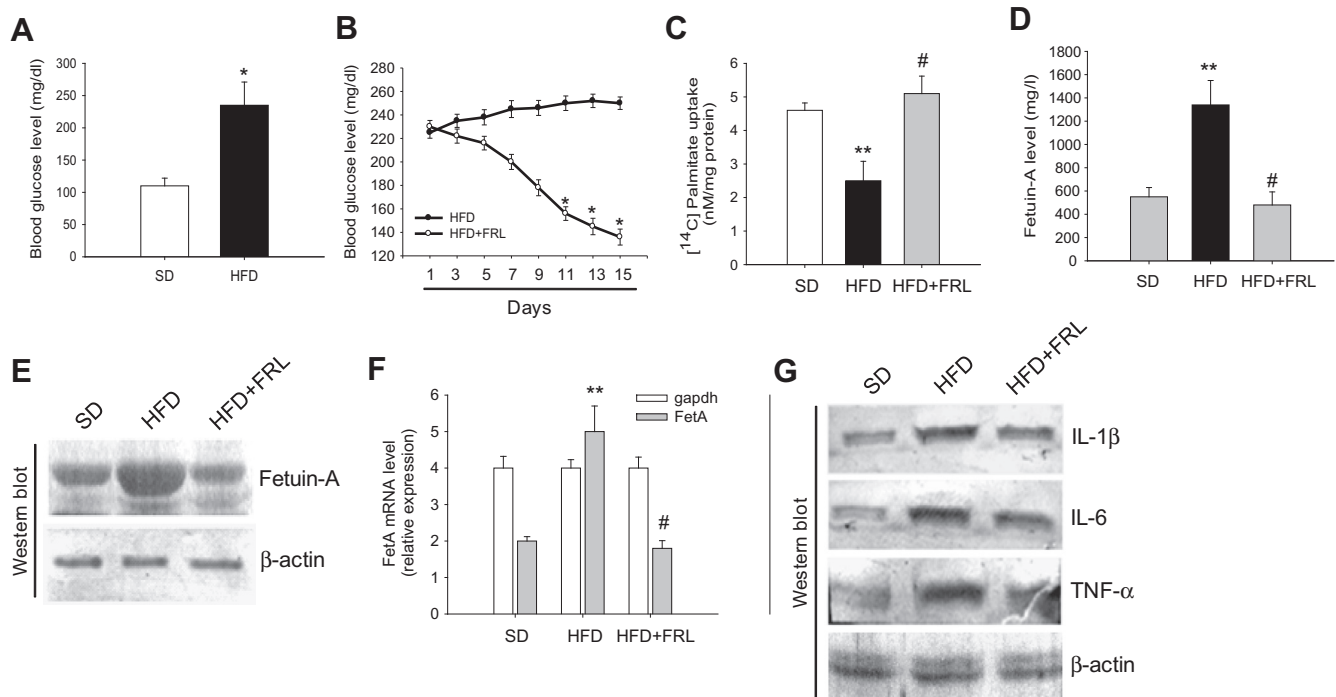 A
Blood glucose level (mg/dl)
350
300
250
200
150
100
50
0
*
SD
HFD
B
Blood glucose level (mg/dl)
280
260
240
220
200
180
160
140
120
HFD
HFD+FRL
* * *
1 3 5 7 9 11 13 15
Days
C
[14C] Palmitate uptake
(nM/mg protein)
6
5
4
3
2
1
0
**
#
SD
HFD
HFD+FRL
D
Fetuin-A level (mg/l)
1800
1600
1400
1200
1000
800
600
400
200
0
**
#
SD
HFD
HFD+FRL
E
SD
HFD
HFD+FRL
Western blot
Fetuin-A
β-actin
F
FetA mRNA level
(relative expression)
6
5
4
3
2
1
0
**
#
gapdh
FetA
SD
HFD
HFD+FRL
G
SD
HFD
HFD+FRL
Western blot
IL-1β
IL-6
TNF-α
β-actin